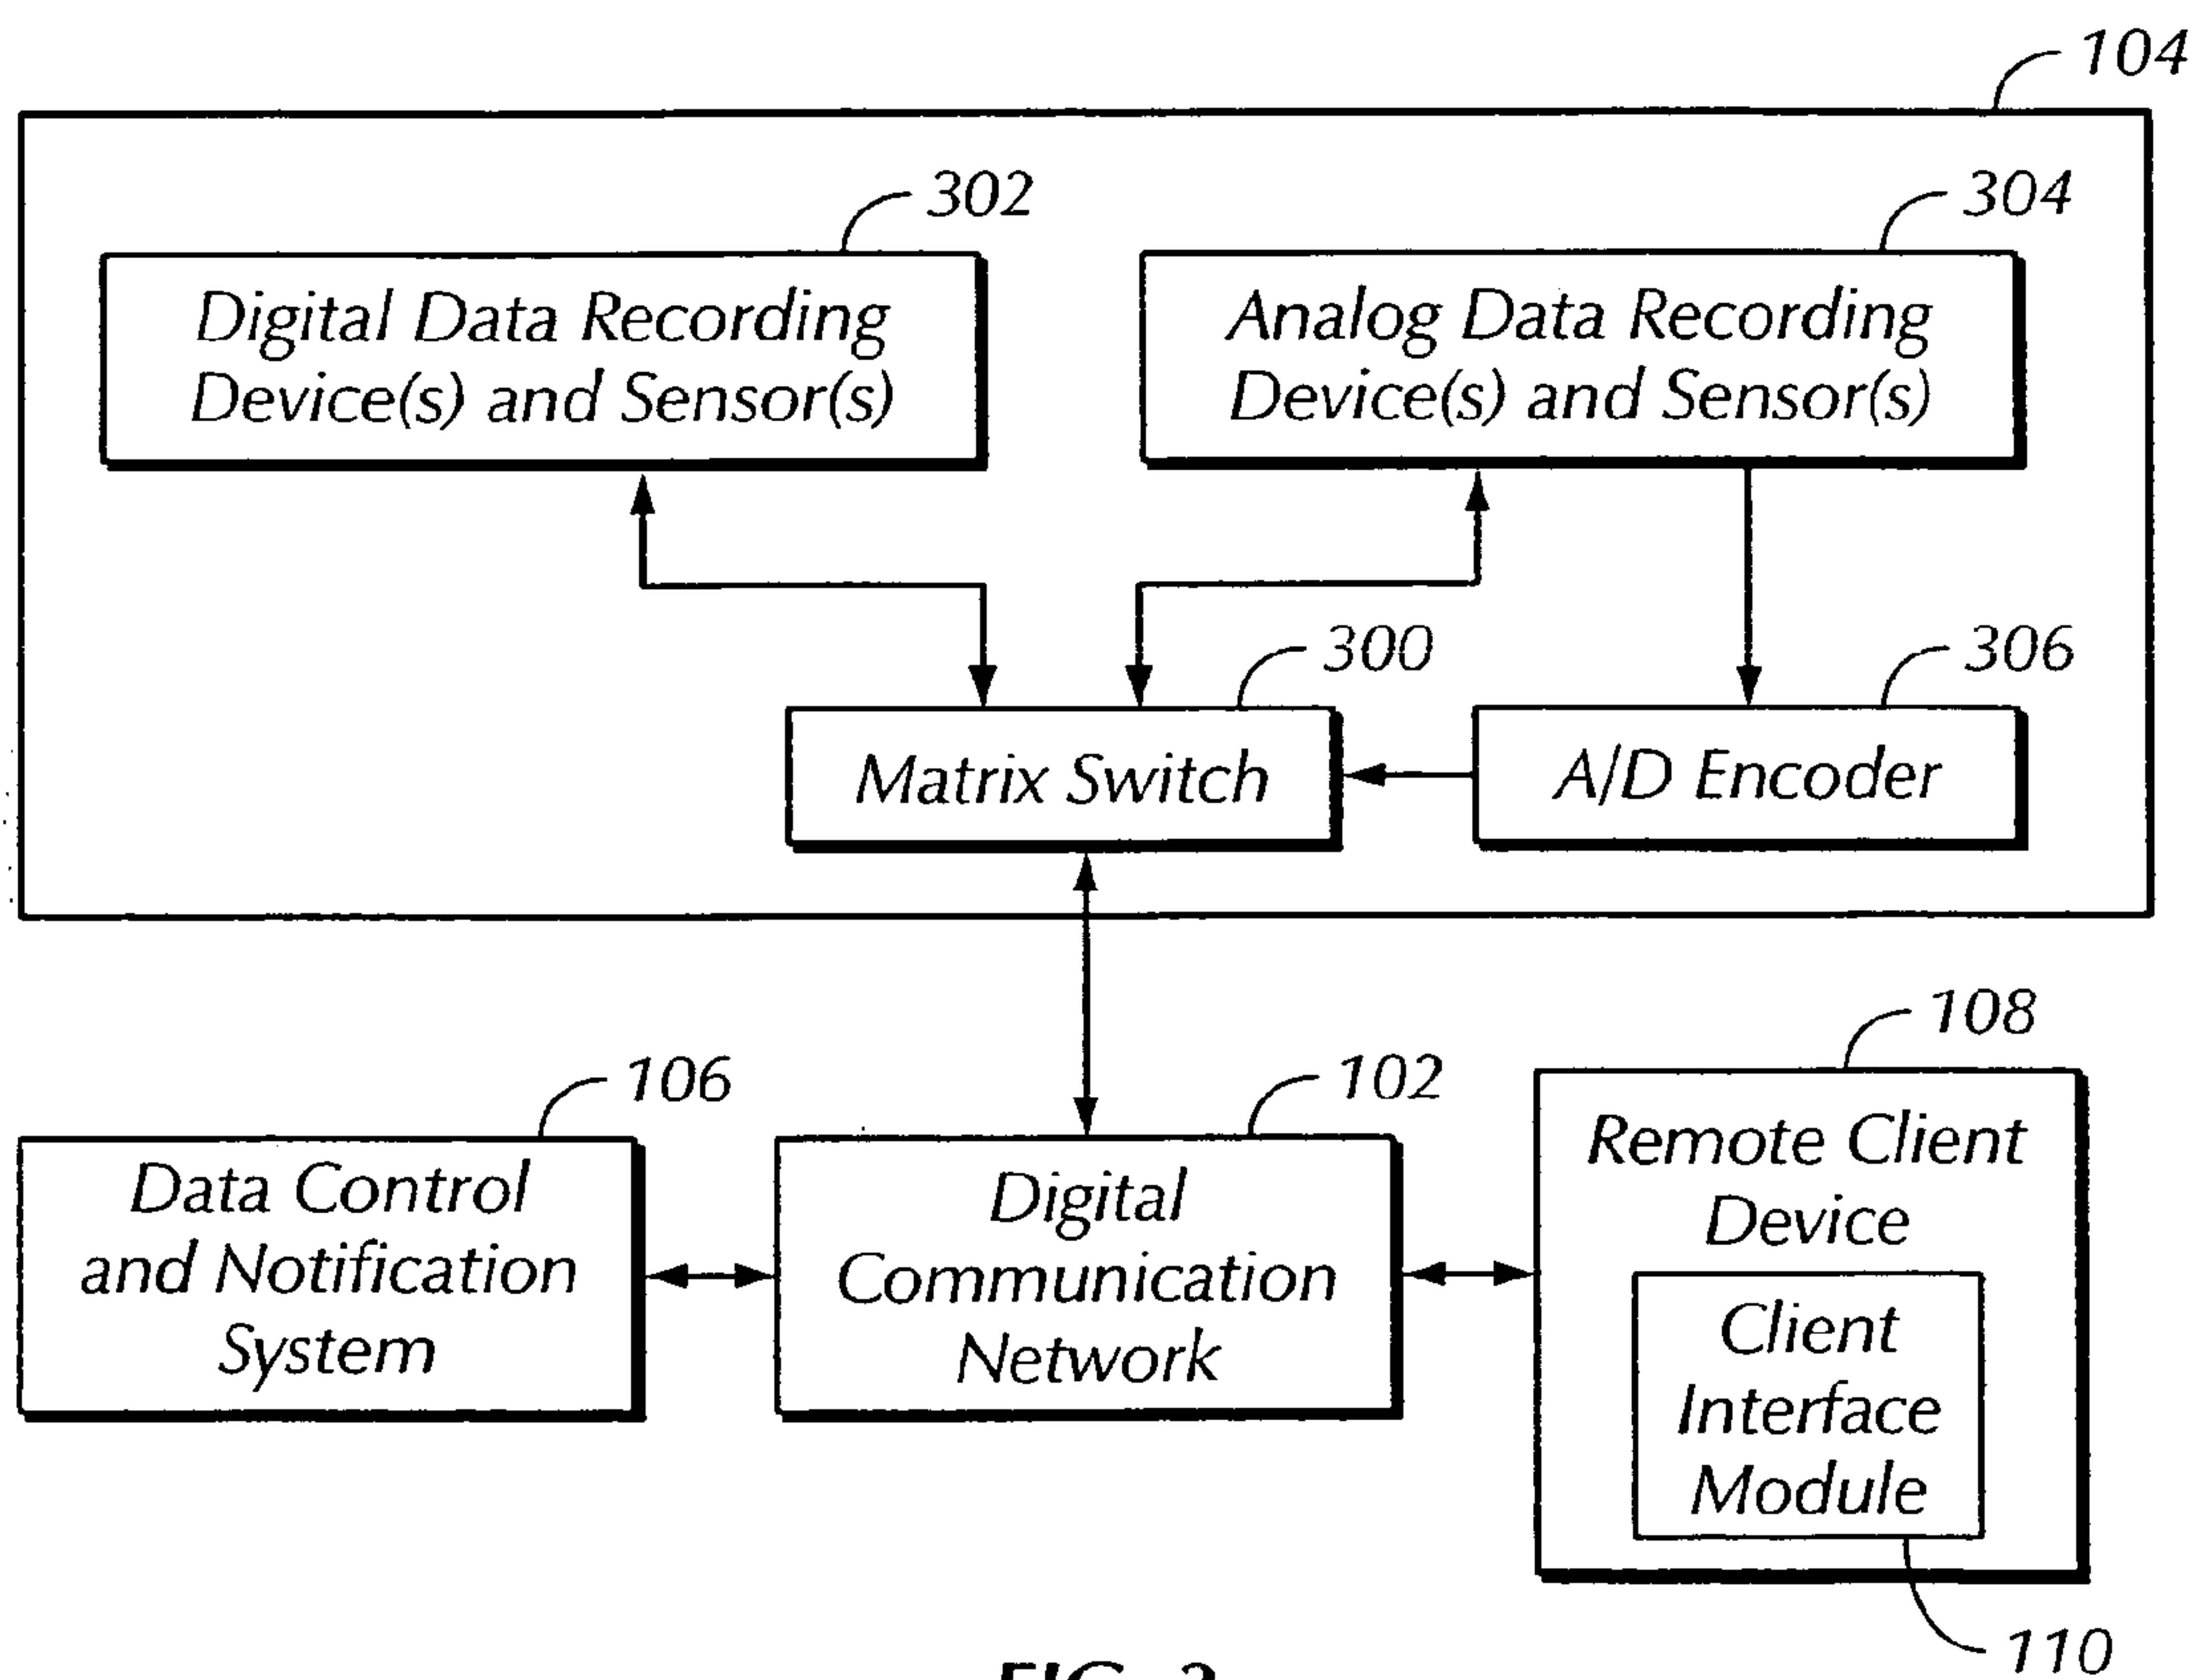 104
302
304
Digital Data Recording
Device(s) and Sensor(s)
Analog Data Recording
Device(s) and Sensor(s)
300
306
Matrix Switch
A/D Encoder
108
106
102
Data Control
and Notification
System
Digital
Communication
Network
Remote Client
Device
Client
Interface
Module
110
FIG.